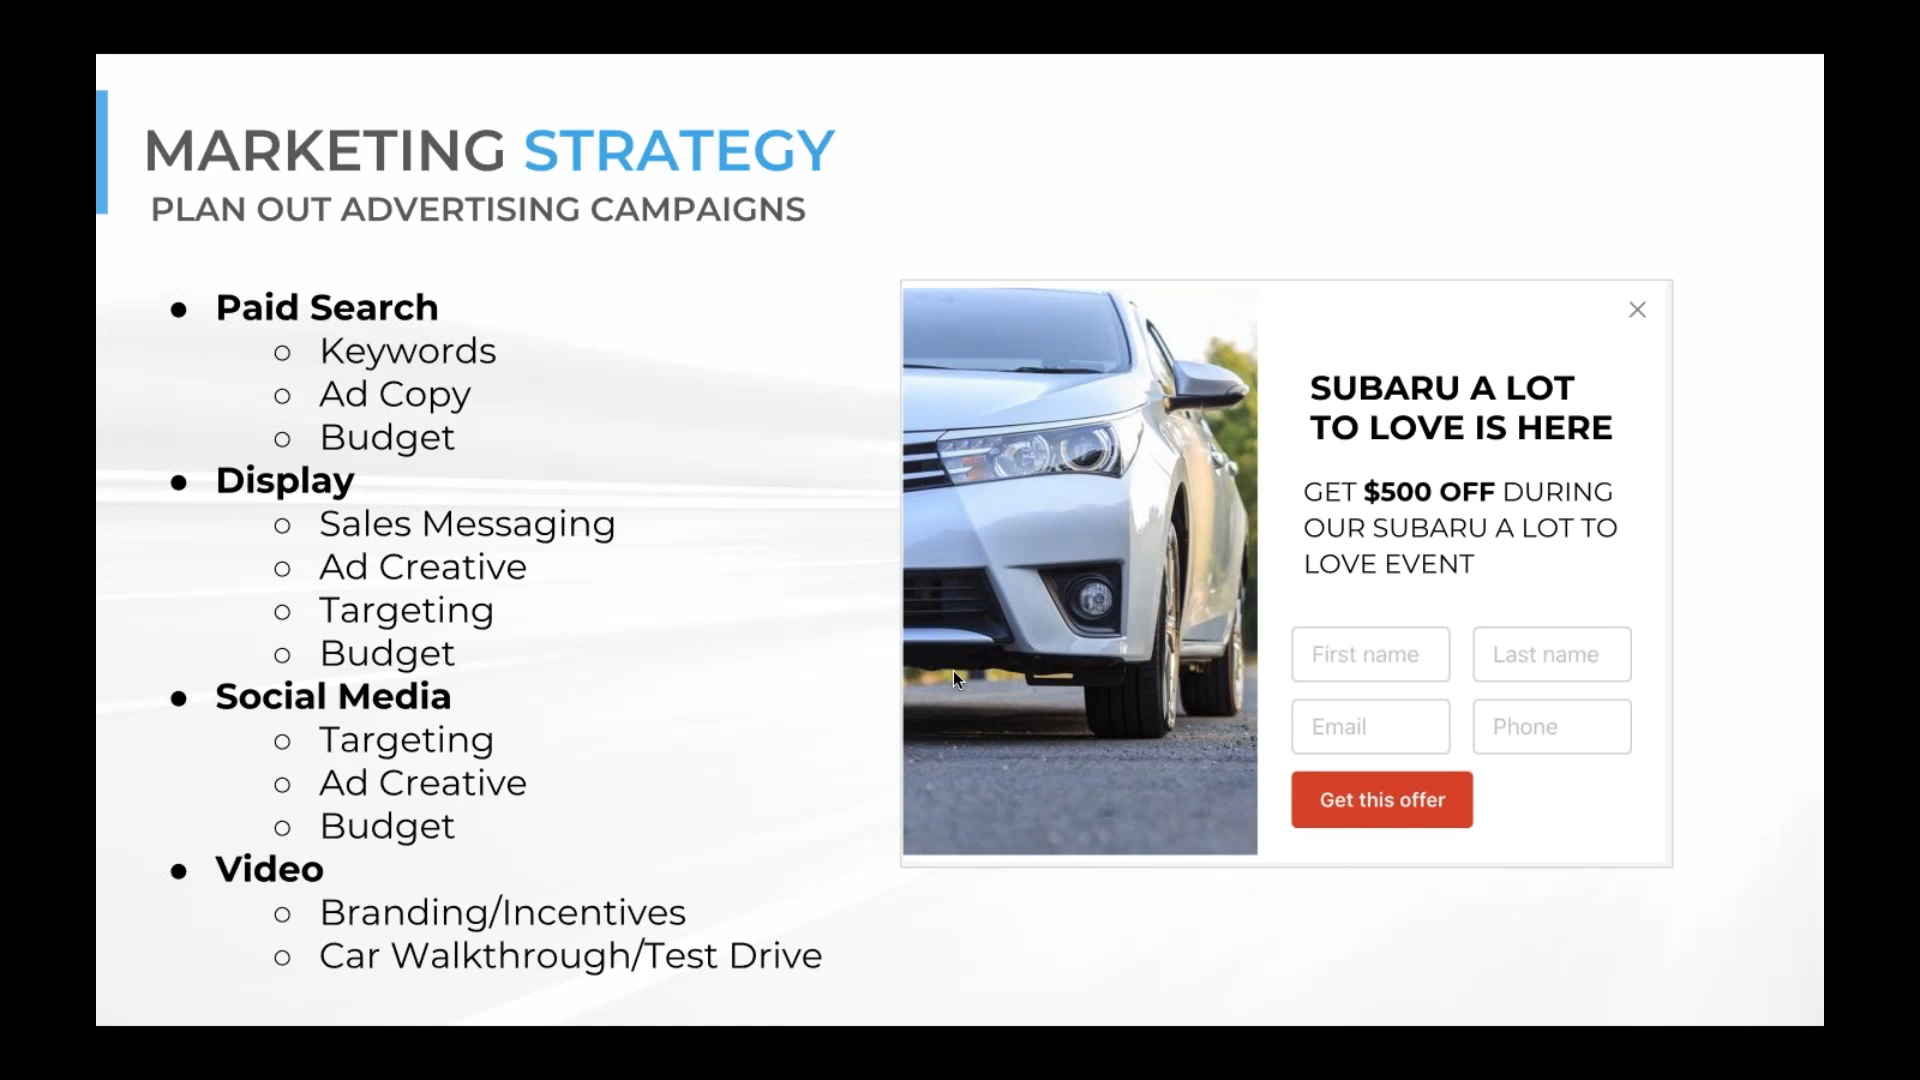 MARKETING STRATEGY
PLAN OUT ADVERTISING CAMPAIGNS
● Paid Search
○ Keywords
○ Ad Copy
○ Budget
● Display
○ Sales Messaging
○ Ad Creative
○ Targeting
○ Budget
● Social Media
○ Targeting
○ Ad Creative
○ Budget
● Video
○ Branding/Incentives
○ Car Walkthrough/Test Drive
SUBARU A LOT
TO LOVE IS HERE
GET $500 OFF DURING
OUR SUBARU A LOT TO
LOVE EVENT
First name Last name
Email Phone
Get this offer